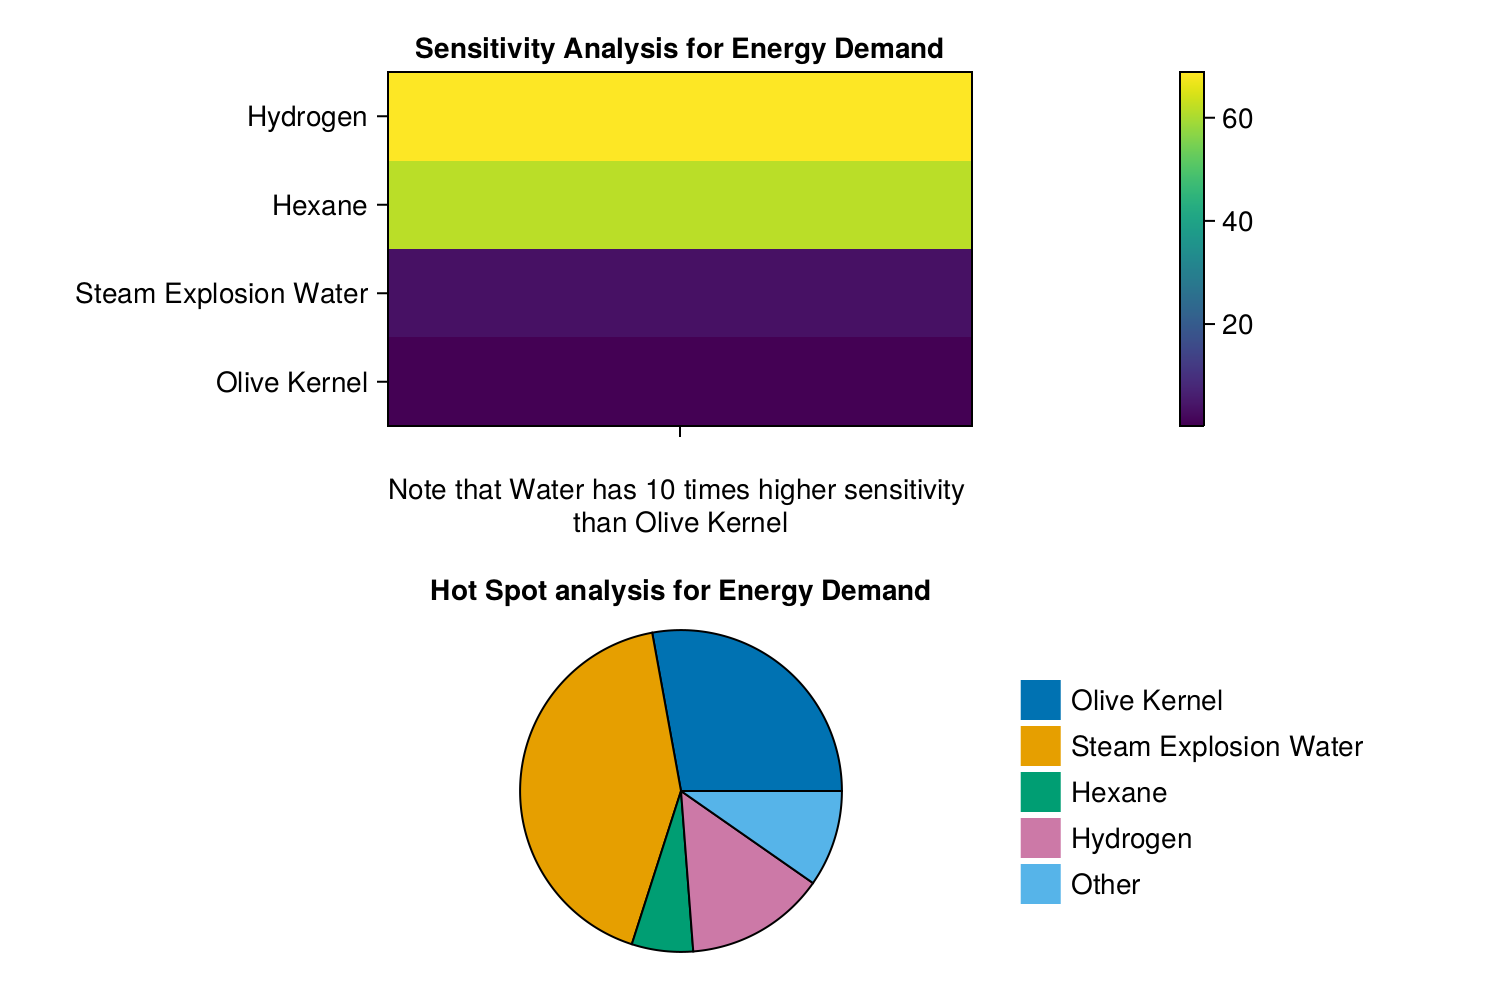 Sensitivity Analysis for Energy Demand
Hydrogen
Hexane
Steam Explosion Water
Olive Kernel
60
40
20
Note that Water has 10 times higher sensitivity
than Olive Kernel
Hot Spot analysis for Energy Demand
Olive Kernel
Steam Explosion Water
Hexane
Hydrogen
Other